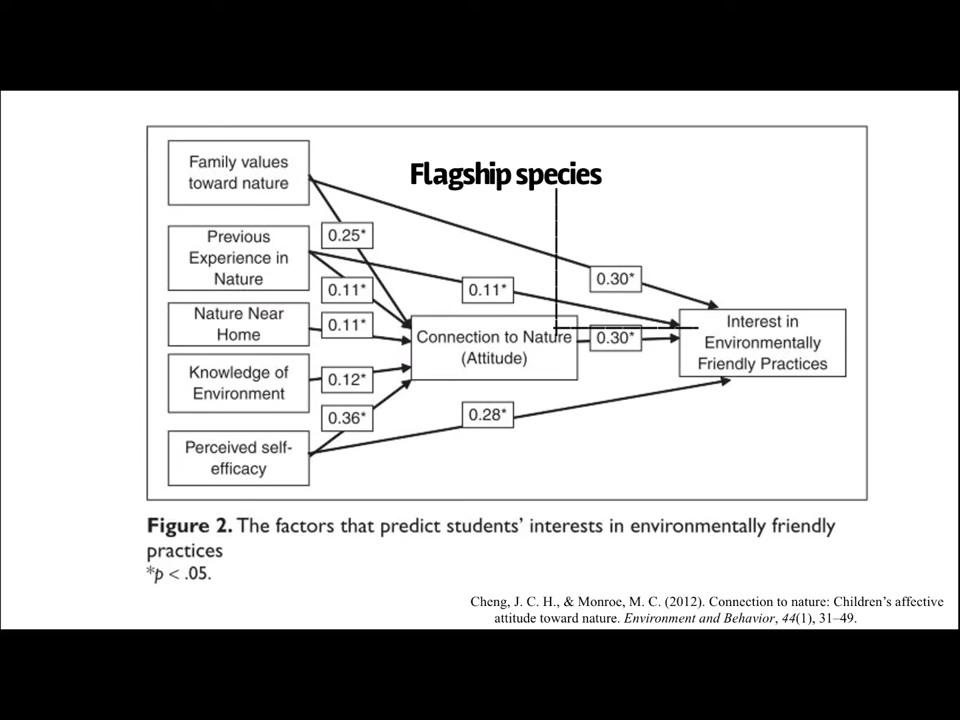 Family values
toward nature
Flagship species
0.25*
Previous
Experience in
Nature
0.30*
0.11*
0.11*
Nature Near
Home
0.11*
Connection to Nature
(Attitude)
0.30*
Interest in
Environmentally
Friendly Practices
Knowledge of
Environment
0.12*
0.36*
0.28*
Perceived self-
efficacy
Figure 2. The factors that predict students’ interests in environmentally friendly
practices
*p < .05.
Cheng, J. C. H., & Monroe, M. C. (2012). Connection to nature: Children’s affective
attitude toward nature. Environment and Behavior, 44(1), 31–49.